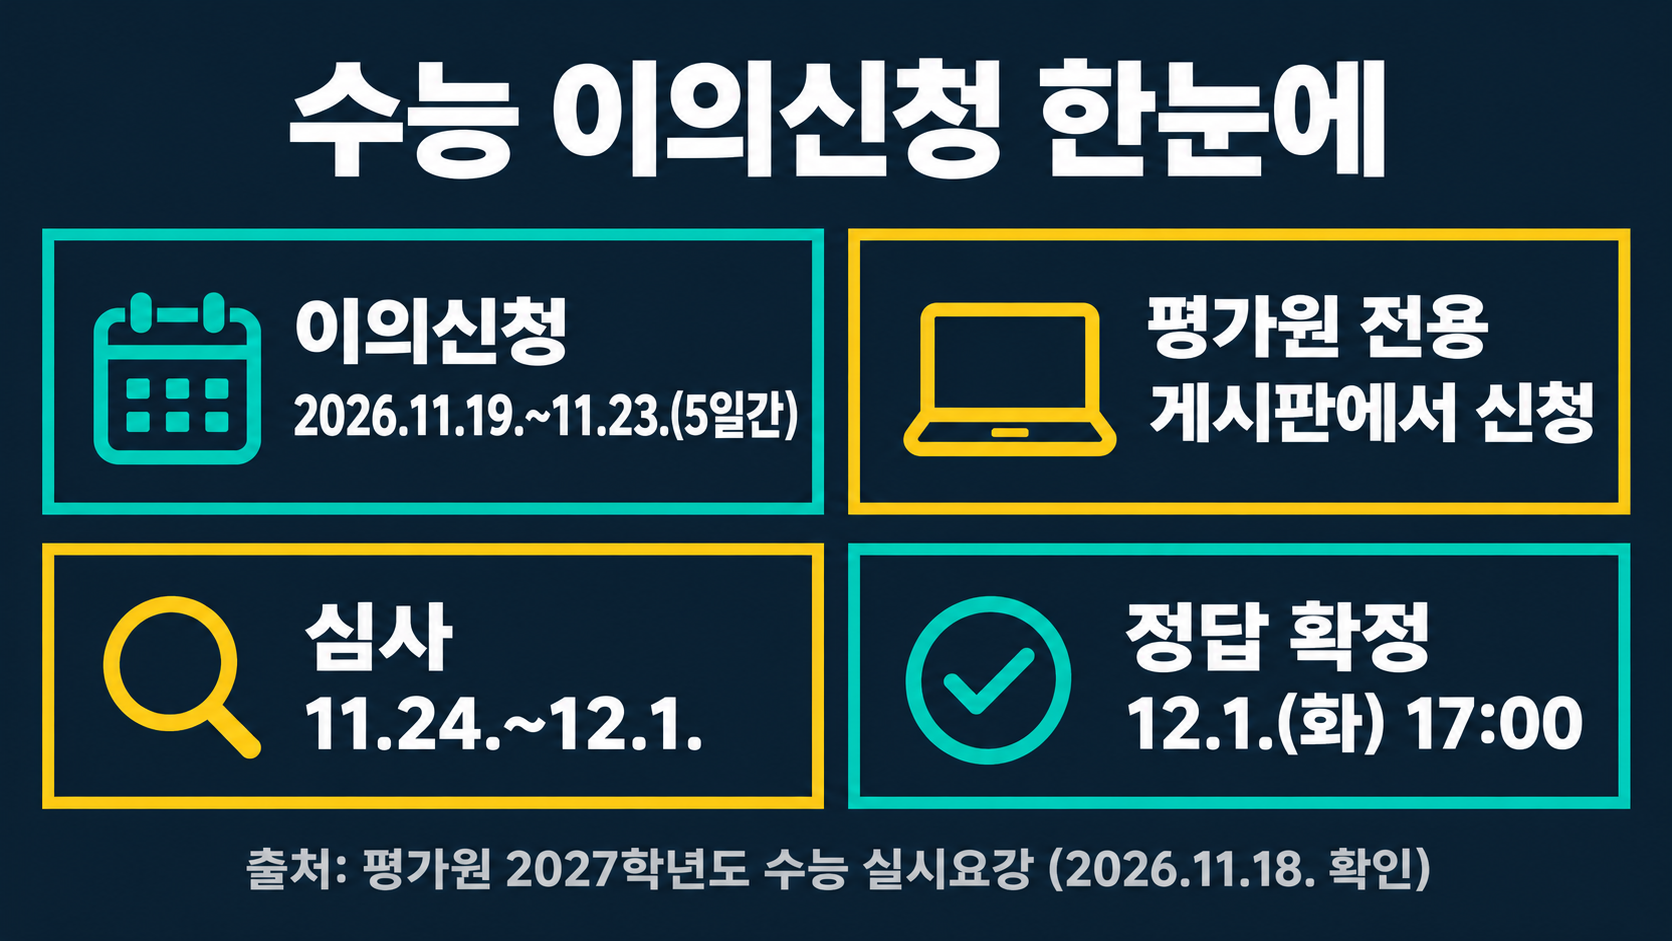 수능 이의신청 한눈에
이의신청
2026.11.19.~11.23.(5일간)
평가원 전용
게시판에서 신청
심사
11.24.~12.1.
정답 확정
12.1.(화) 17:00
출처: 평가원 2027학년도 수능 실시요강 (2026.11.18. 확인)